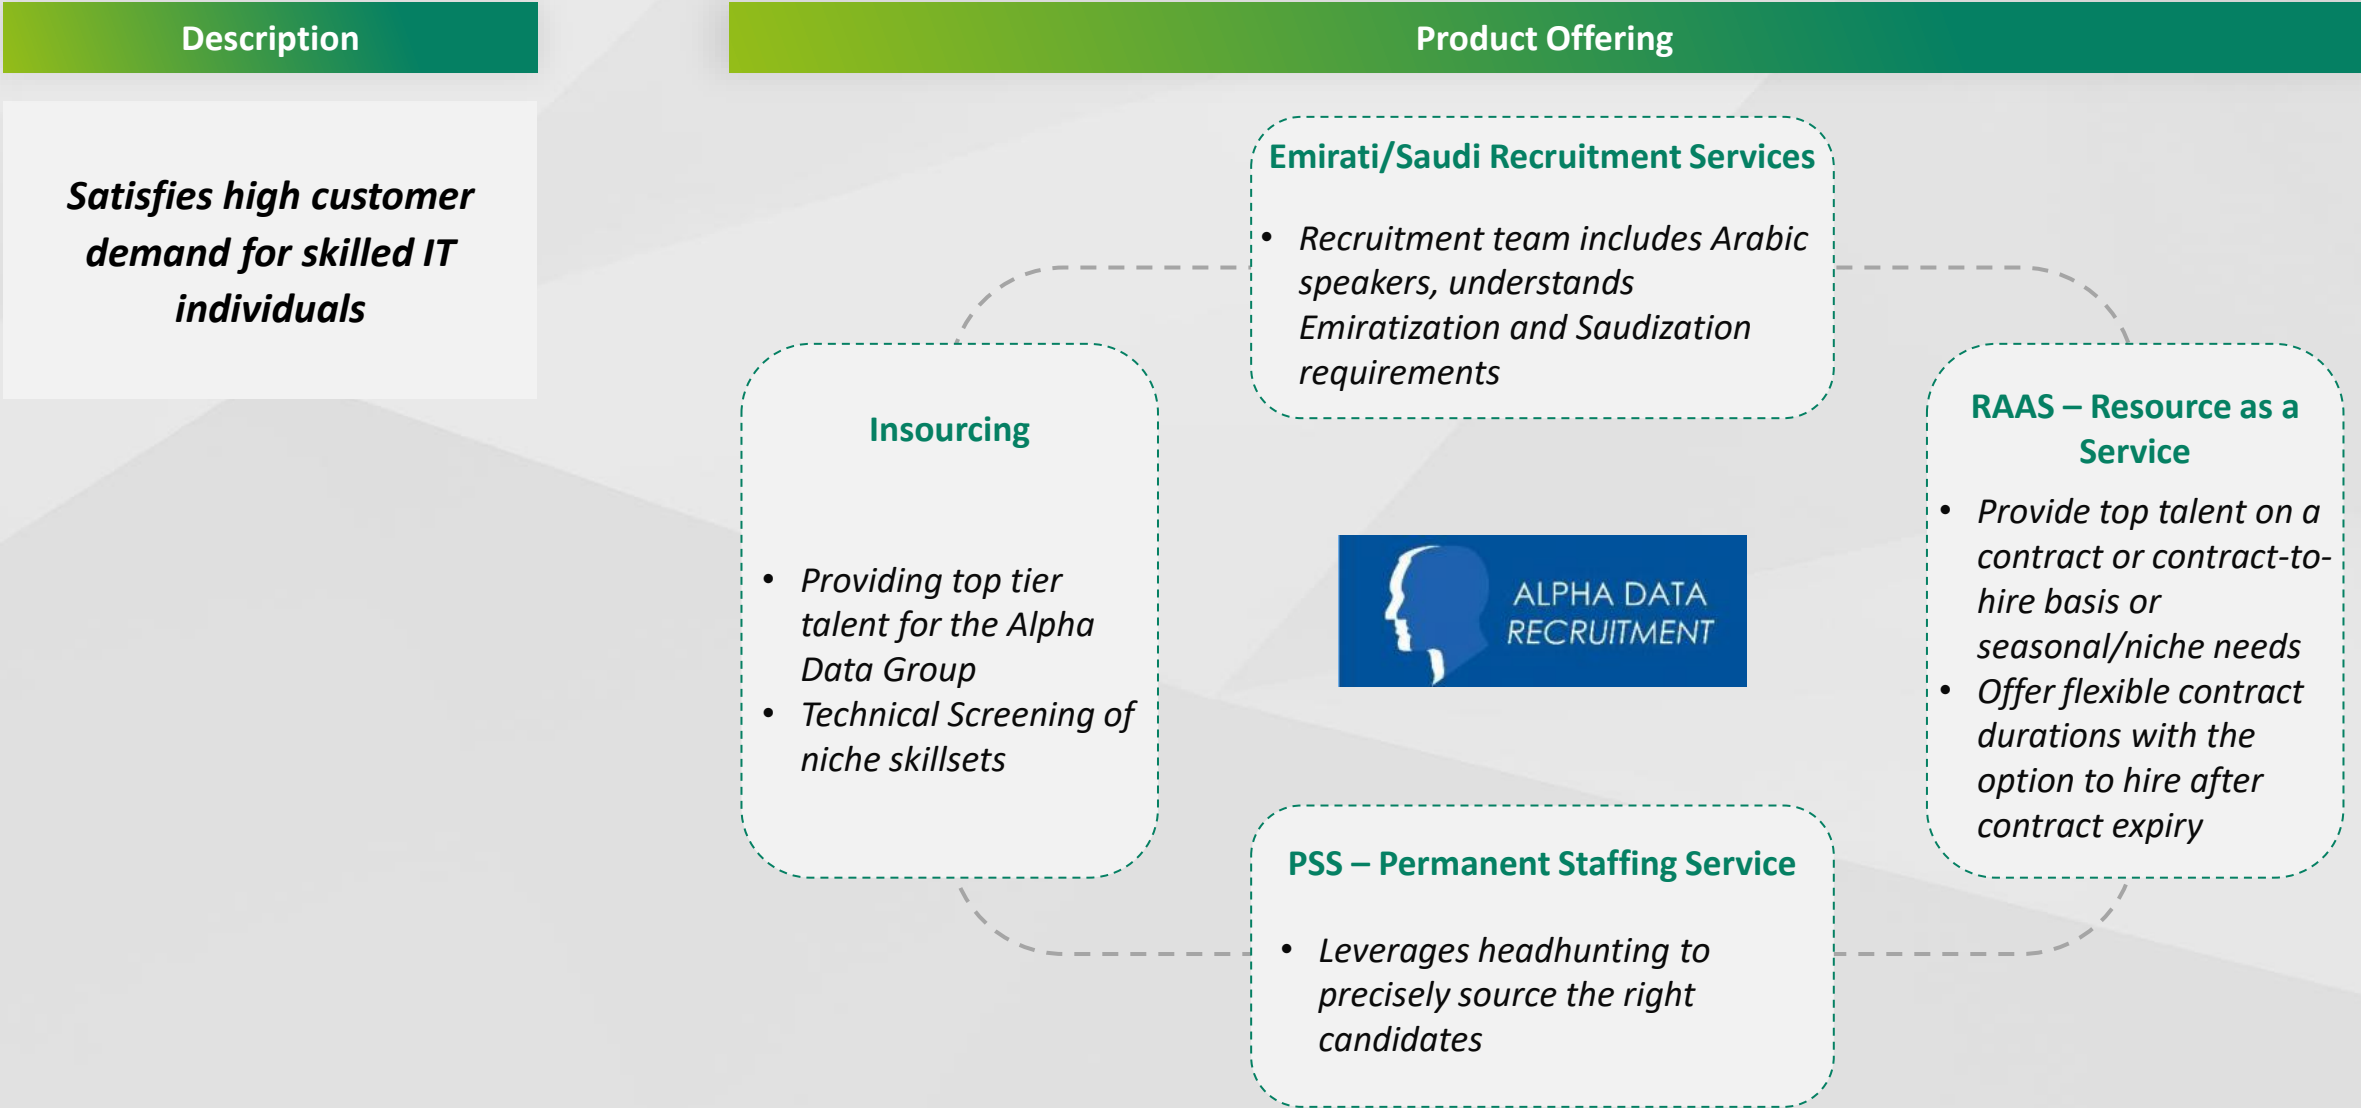 Description
Product Offering
Satisfies high customer
demand for skilled IT
individuals
Emirati/Saudi Recruitment Services
• Recruitment team includes Arabic
speakers, understands
Emiratization and Saudization
requirements
Insourcing
• Providing top tier
talent for the Alpha
Data Group
• Technical Screening of
niche skillsets
ALPHA DATA
RECRUITMENT
RAAS – Resource as a
Service
• Provide top talent on a
contract or contract-to-
hire basis or
seasonal/niche needs
• Offer flexible contract
durations with the
option to hire after
contract expiry
PSS – Permanent Staffing Service
• Leverages headhunting to
precisely source the right
candidates